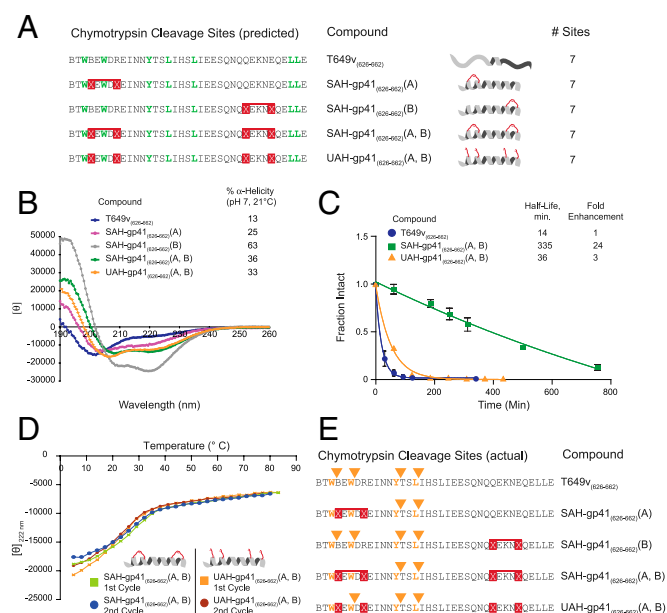 A
Chymotrypsin Cleavage Sites (predicted) Compound # Sites
BTWBEWDREINNYTSLIHSLIEESQNQQEKNEQELLE T649v(626-662) 7
BTWXEWDXEINNYTSLIHSLIEESQNQQEKNEQELLE SAH-gp41(626-662)(A) 7
BTWBEWDREINNYTSLIHSLIEESQNQXEKNXQELLE SAH-gp41(626-662)(B) 7
BTWXEWDXEINNYTSLIHSLIEESQNQXEKNXQELLE SAH-gp41(626-662)(A, B) 7
BTWXEWDXEINNYTSLIHSLIEESQNQXEKNXQELLE UAH-gp41(626-662)(A, B) 7
B
Compound % α-Helicity
(pH 7, 21°C)
T649v(626-662) 13
SAH-gp41(626-662)(A) 25
SAH-gp41(626-662)(B) 63
SAH-gp41(626-662)(A, B) 36
UAH-gp41(626-662)(A, B) 33
50000
40000
30000
20000
10000
0
-10000
-20000
-30000
[θ]
190 200 210 220 230 240 250 260
Wavelength (nm)
C
Compound Half-Life, min. Fold Enhancement
T649v(626-662) 14 1
SAH-gp41(626-662)(A, B) 335 24
UAH-gp41(626-662)(A, B) 36 3
1.5
1.0
0.5
0
Fraction Intact
0 200 400 600 800
Time (Min)
D
Temperature (° C)
0 10 20 30 40 50 60 70 80 90
-5000
-10000
-15000
-20000
-25000
[θ]222 nm
SAH-gp41(626-662)(A, B) 1st Cycle
SAH-gp41(626-662)(A, B) 2nd Cycle
UAH-gp41(626-662)(A, B) 1st Cycle
UAH-gp41(626-662)(A, B) 2nd Cycle
E
Chymotrypsin Cleavage Sites (actual) Compound
BTWBEWDREINNYTSLIHSLIEESQNQQEKNEQELLE T649v(626-662)
BTWXEWDXEINNYTSLIHSLIEESQNQQEKNEQELLE SAH-gp41(626-662)(A)
BTWBEWDREINNYTSLIHSLIEESQNQXEKNXQELLE SAH-gp41(626-662)(B)
BTWXEWDXEINNYTSLIHSLIEESQNQXEKNXQELLE SAH-gp41(626-662)(A, B)
BTWXEWDXEINNYTSLIHSLIEESQNQXEKNXQELLE UAH-gp41(626-662)(A, B)